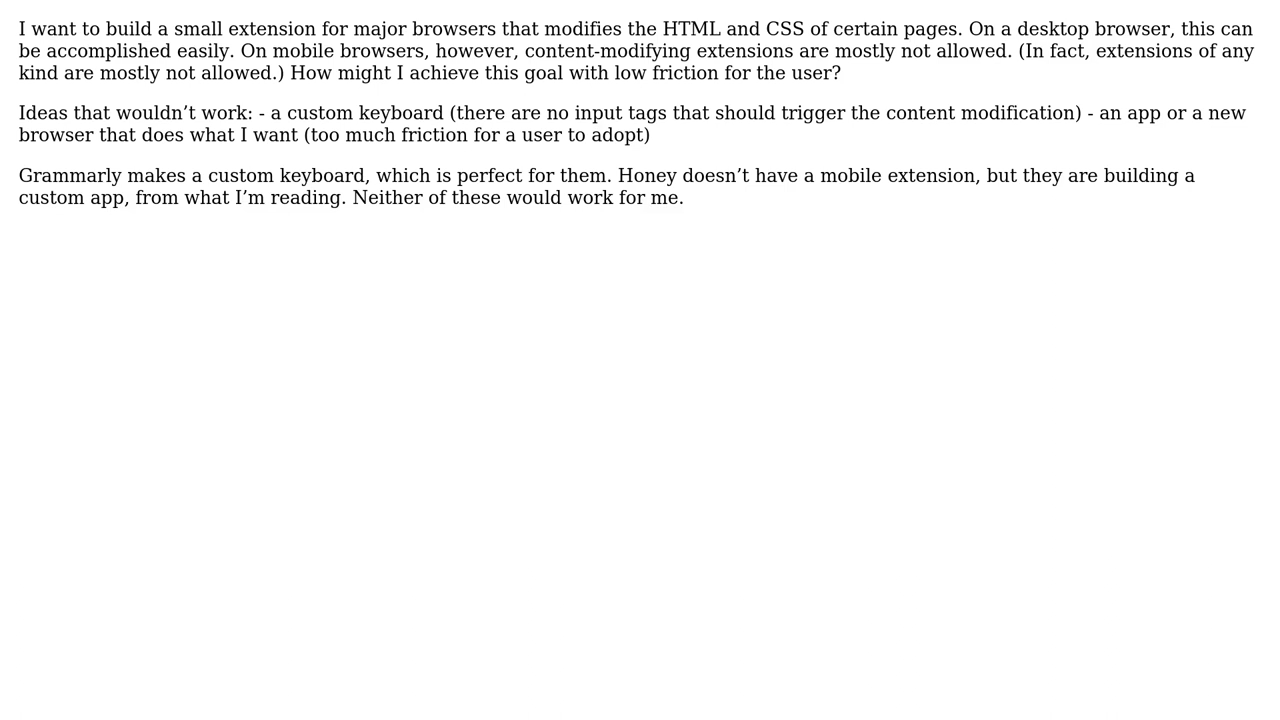 I want to build a small extension for major browsers that modifies the HTML and CSS of certain pages. On a desktop browser, this can
be accomplished easily. On mobile browsers, however, content-modifying extensions are mostly not allowed. (In fact, extensions of any
kind are mostly not allowed.) How might I achieve this goal with low friction for the user?
Ideas that wouldn’t work: - a custom keyboard (there are no input tags that should trigger the content modification) - an app or a new
browser that does what I want (too much friction for a user to adopt)
Grammarly makes a custom keyboard, which is perfect for them. Honey doesn’t have a mobile extension, but they are building a
custom app, from what I’m reading. Neither of these would work for me.